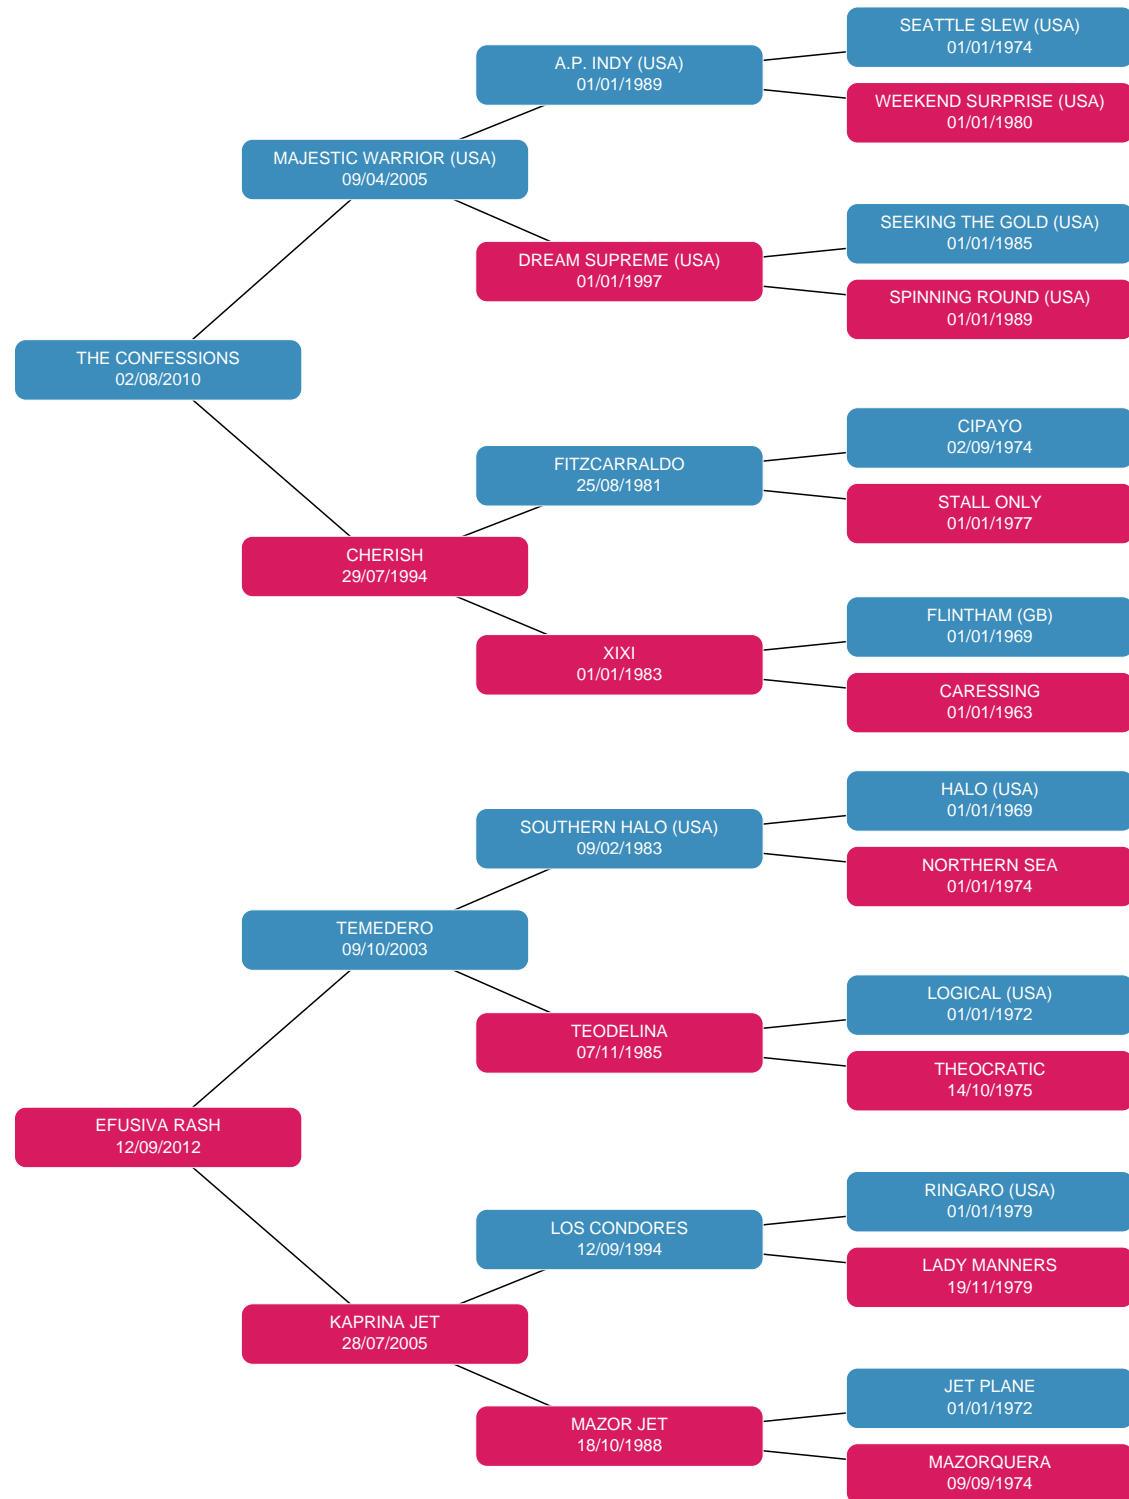 SEATTLE SLEW (USA)
01/01/1974
A.P. INDY (USA)
01/01/1989
WEEKEND SURPRISE (USA)
01/01/1980
MAJESTIC WARRIOR (USA)
09/04/2005
SEEKING THE GOLD (USA)
01/01/1985
DREAM SUPREME (USA)
01/01/1997
SPINNING ROUND (USA)
01/01/1989
THE CONFESSIONS
02/08/2010
CIPAYO
02/09/1974
FITZCARRALDO
25/08/1981
STALL ONLY
01/01/1977
CHERISH
29/07/1994
FLINTHAM (GB)
01/01/1969
XIXI
01/01/1983
CARESSING
01/01/1963
HALO (USA)
01/01/1969
SOUTHERN HALO (USA)
09/02/1983
NORTHERN SEA
01/01/1974
TEMEDERO
09/10/2003
LOGICAL (USA)
01/01/1972
TEODELINA
07/11/1985
THEOCRATIC
14/10/1975
EFUSIVA RASH
12/09/2012
RINGARO (USA)
01/01/1979
LOS CONDORES
12/09/1994
LADY MANNERS
19/11/1979
KAPRINA JET
28/07/2005
JET PLANE
01/01/1972
MAZOR JET
18/10/1988
MAZORQUERA
09/09/1974